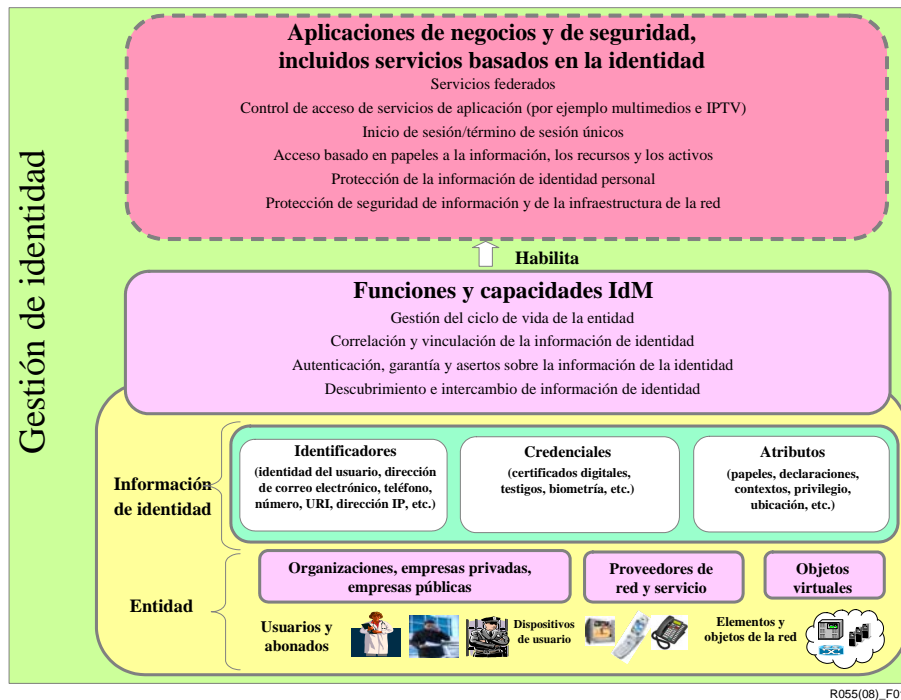 Gestión de identidad
Aplicaciones de negocios y de seguridad,
incluidos servicios basados en la identidad
Servicios federados
Control de acceso de servicios de aplicación (por ejemplo multimedios e IPTV)
Inicio de sesión/término de sesión únicos
Acceso basado en papeles a la información, los recursos y los activos
Protección de la información de identidad personal
Protección de seguridad de información y de la infraestructura de la red
Habilita
Funciones y capacidades IdM
Gestión del ciclo de vida de la entidad
Correlación y vinculación de la información de identidad
Autenticación, garantía y asertos sobre la información de la identidad
Descubrimiento e intercambio de información de identidad
Información
de identidad
Identificadores
(identidad del usuario, dirección
de correo electrónico, teléfono,
número, URI, dirección IP, etc.)
Credenciales
(certificados digitales,
testigos, biometría, etc.)
Atributos
(papeles, declaraciones,
contextos, privilegio,
ubicación, etc.)
Entidad
Organizaciones, empresas privadas,
empresas públicas
Proveedores de
red y servicio
Objetos
virtuales
Usuarios y
abonados
Dispositivos
de usuario
Elementos y
objetos de la red